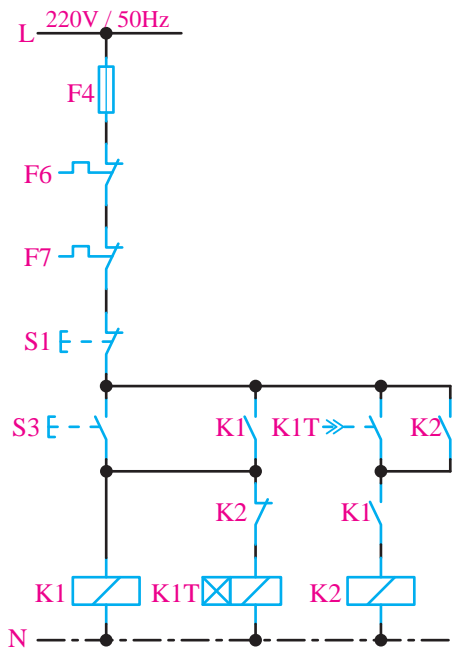 220V / 50Hz
L
F4
F6
F7
S1
S3 K1 K1T K2
K2 K1
K1 K1T K2
N